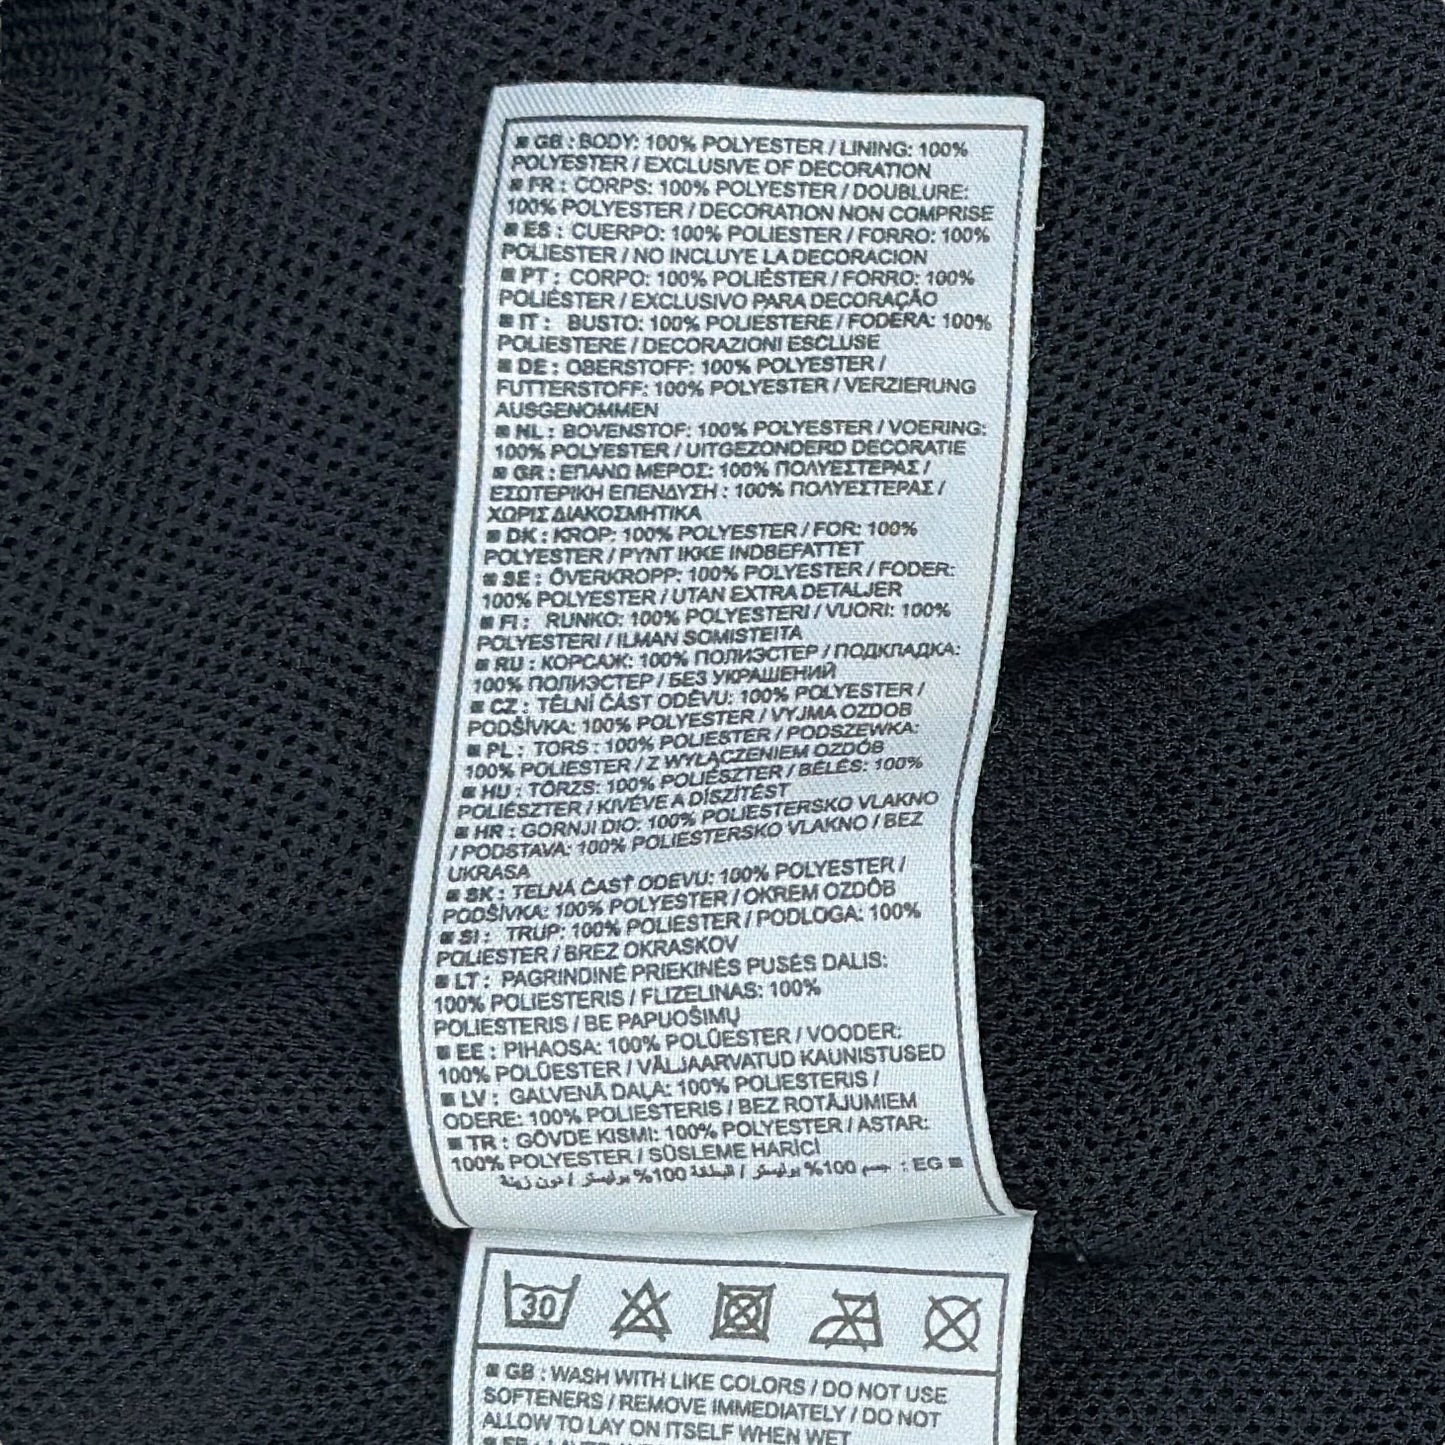 GB : BODY: 100% POLYESTER / LINING: 100%
POLYESTER / EXCLUSIVE OF DECORATION
FR : CORPS: 100% POLYESTER / DOUBLURE:
100% POLYESTER / DECORATION NON COMPRISE
ES : CUERPO: 100% POLIESTER / FORRO: 100%
POLIESTER / NO INCLUYE LA DECORACION
PT : CORPO: 100% POLIÉSTER / FORRO: 100%
POLIÉSTER / EXCLUSIVO PARA DECORAÇÃO
IT : BUSTO: 100% POLIESTERE / FODERA: 100%
POLIESTERE / DECORAZIONI ESCLUSE
DE : OBERSTOFF: 100% POLYESTER /
FUTTERSTOFF: 100% POLYESTER / VERZIERUNG
AUSGENOMMEN
NL : BOVENSTOF: 100% POLYESTER / VOERING:
100% POLYESTER / UITGEZONDERD DECORATIE
GR : ΕΠΑΝΩ ΜΕΡΟΣ: 100% ΠΟΛΥΕΣΤΕΡΑΣ /
ΕΣΩΤΕΡΙΚΗ ΕΠΕΝΔΥΣΗ : 100% ΠΟΛΥΕΣΤΕΡΑΣ /
ΧΩΡΙΣ ΔΙΑΚΟΣΜΗΤΙΚΑ
DK : KROP: 100% POLYESTER / FOR: 100%
POLYESTER / PYNT IKKE INDBEFATTET
SE : ÖVERKROPP: 100% POLYESTER / FODER:
100% POLYESTER / UTAN EXTRA DETALJER
FI : RUNKO: 100% POLYESTERI / VUORI: 100%
POLYESTERI / ILMAN SOMISTEITA
RU : КОРСАЖ: 100% ПОЛИЭСТЕР / ПОДКЛАДКА:
100% ПОЛИЭСТЕР / БЕЗ УКРАШЕНИЙ
CZ : TĚLNÍ ČÁST ODĚVU: 100% POLYESTER /
PODŠÍVKA: 100% POLYESTER / VYJMA OZDOB
PL : TORS : 100% POLIESTER / PODSZEWKA:
100% POLIESTER / Z WYŁĄCZENIEM OZDÓB
HU : TÖRZS: 100% POLIÉSZTER / BÉLÉS: 100%
POLIÉSZTER / KIVÉVE A DÍSZÍTÉST
HR : GORNJI DIO: 100% POLIESTERSKO VLAKNO
/ PODSTAVA: 100% POLIESTERSKO VLAKNO / BEZ
UKRASA
SK : TELNÁ ČASŤ ODEVU: 100% POLYESTER /
PODŠÍVKA: 100% POLYESTER / OKREM OZDÔB
SI : TRUP: 100% POLIESTER / PODLOGA: 100%
POLIESTER / BREZ OKRASKOV
LT : PAGRINDINĖ PRIEKINĖS PUSĖS DALIS:
100% POLIESTERIS / FLIZELINAS: 100%
POLIESTERIS / BE PAPUOŠIMŲ
EE : PIHAOSA: 100% POLÜESTER / VOODER:
100% POLÜESTER / VÄLJAARVATUD KAUNISTUSED
LV : GALVENĀ DAĻA: 100% POLIESTERIS /
ODERE: 100% POLIESTERIS / BEZ ROTĀJUMIEM
TR : GÖVDE KISMI: 100% POLYESTER / ASTAR:
100% POLYESTER / SÜSLEME HARİCİ
EG : جسم 100% بوليستر / البطانة 100% بوليستر / دون زينة
30
GB : WASH WITH LIKE COLORS / DO NOT USE
SOFTENERS / REMOVE IMMEDIATELY / DO NOT
ALLOW TO LAY ON ITSELF WHEN WET